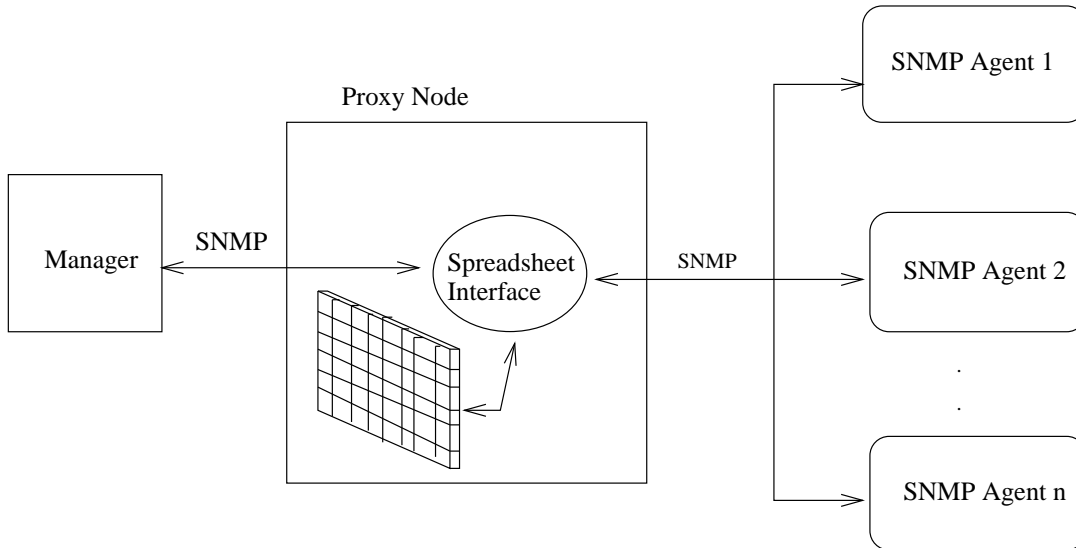 SNMP Agent 1
Proxy Node
Manager
SNMP
Spreadsheet
Interface
SNMP
SNMP Agent 2
.
.
SNMP Agent n